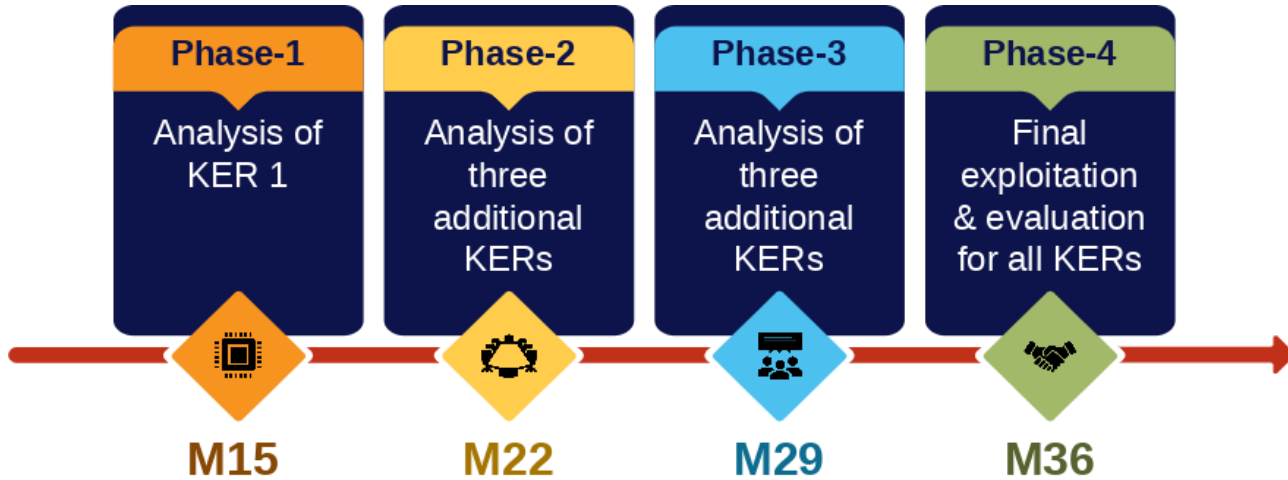 Phase-1
Analysis of
KER 1
Phase-2
Analysis of
three
additional
KERs
Phase-3
Analysis of
three
additional
KERs
Phase-4
Final
exploitation
& evaluation
for all KERs
M15
M22
M29
M36